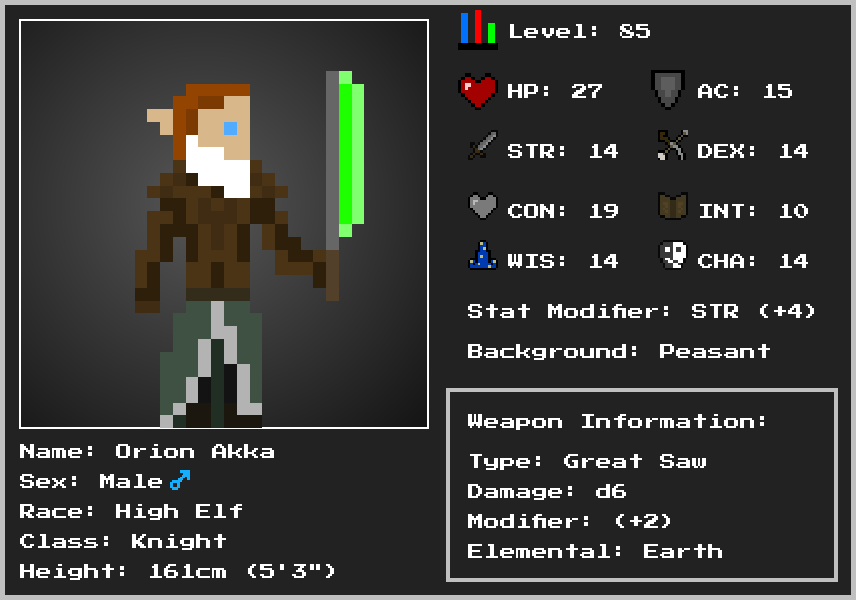 Level: 85
HP: 27
AC: 15
STR: 14
DEX: 14
CON: 19
INT: 10
WIS: 14
CHA: 14
Stat Modifier: STR (+4)
Background: Peasant
Weapon Information:
Type: Great Saw
Damage: d6
Modifier: (+2)
Elemental: Earth
Name: Orion Akka
Sex: Male♂
Race: High Elf
Class: Knight
Height: 161cm (5'3")